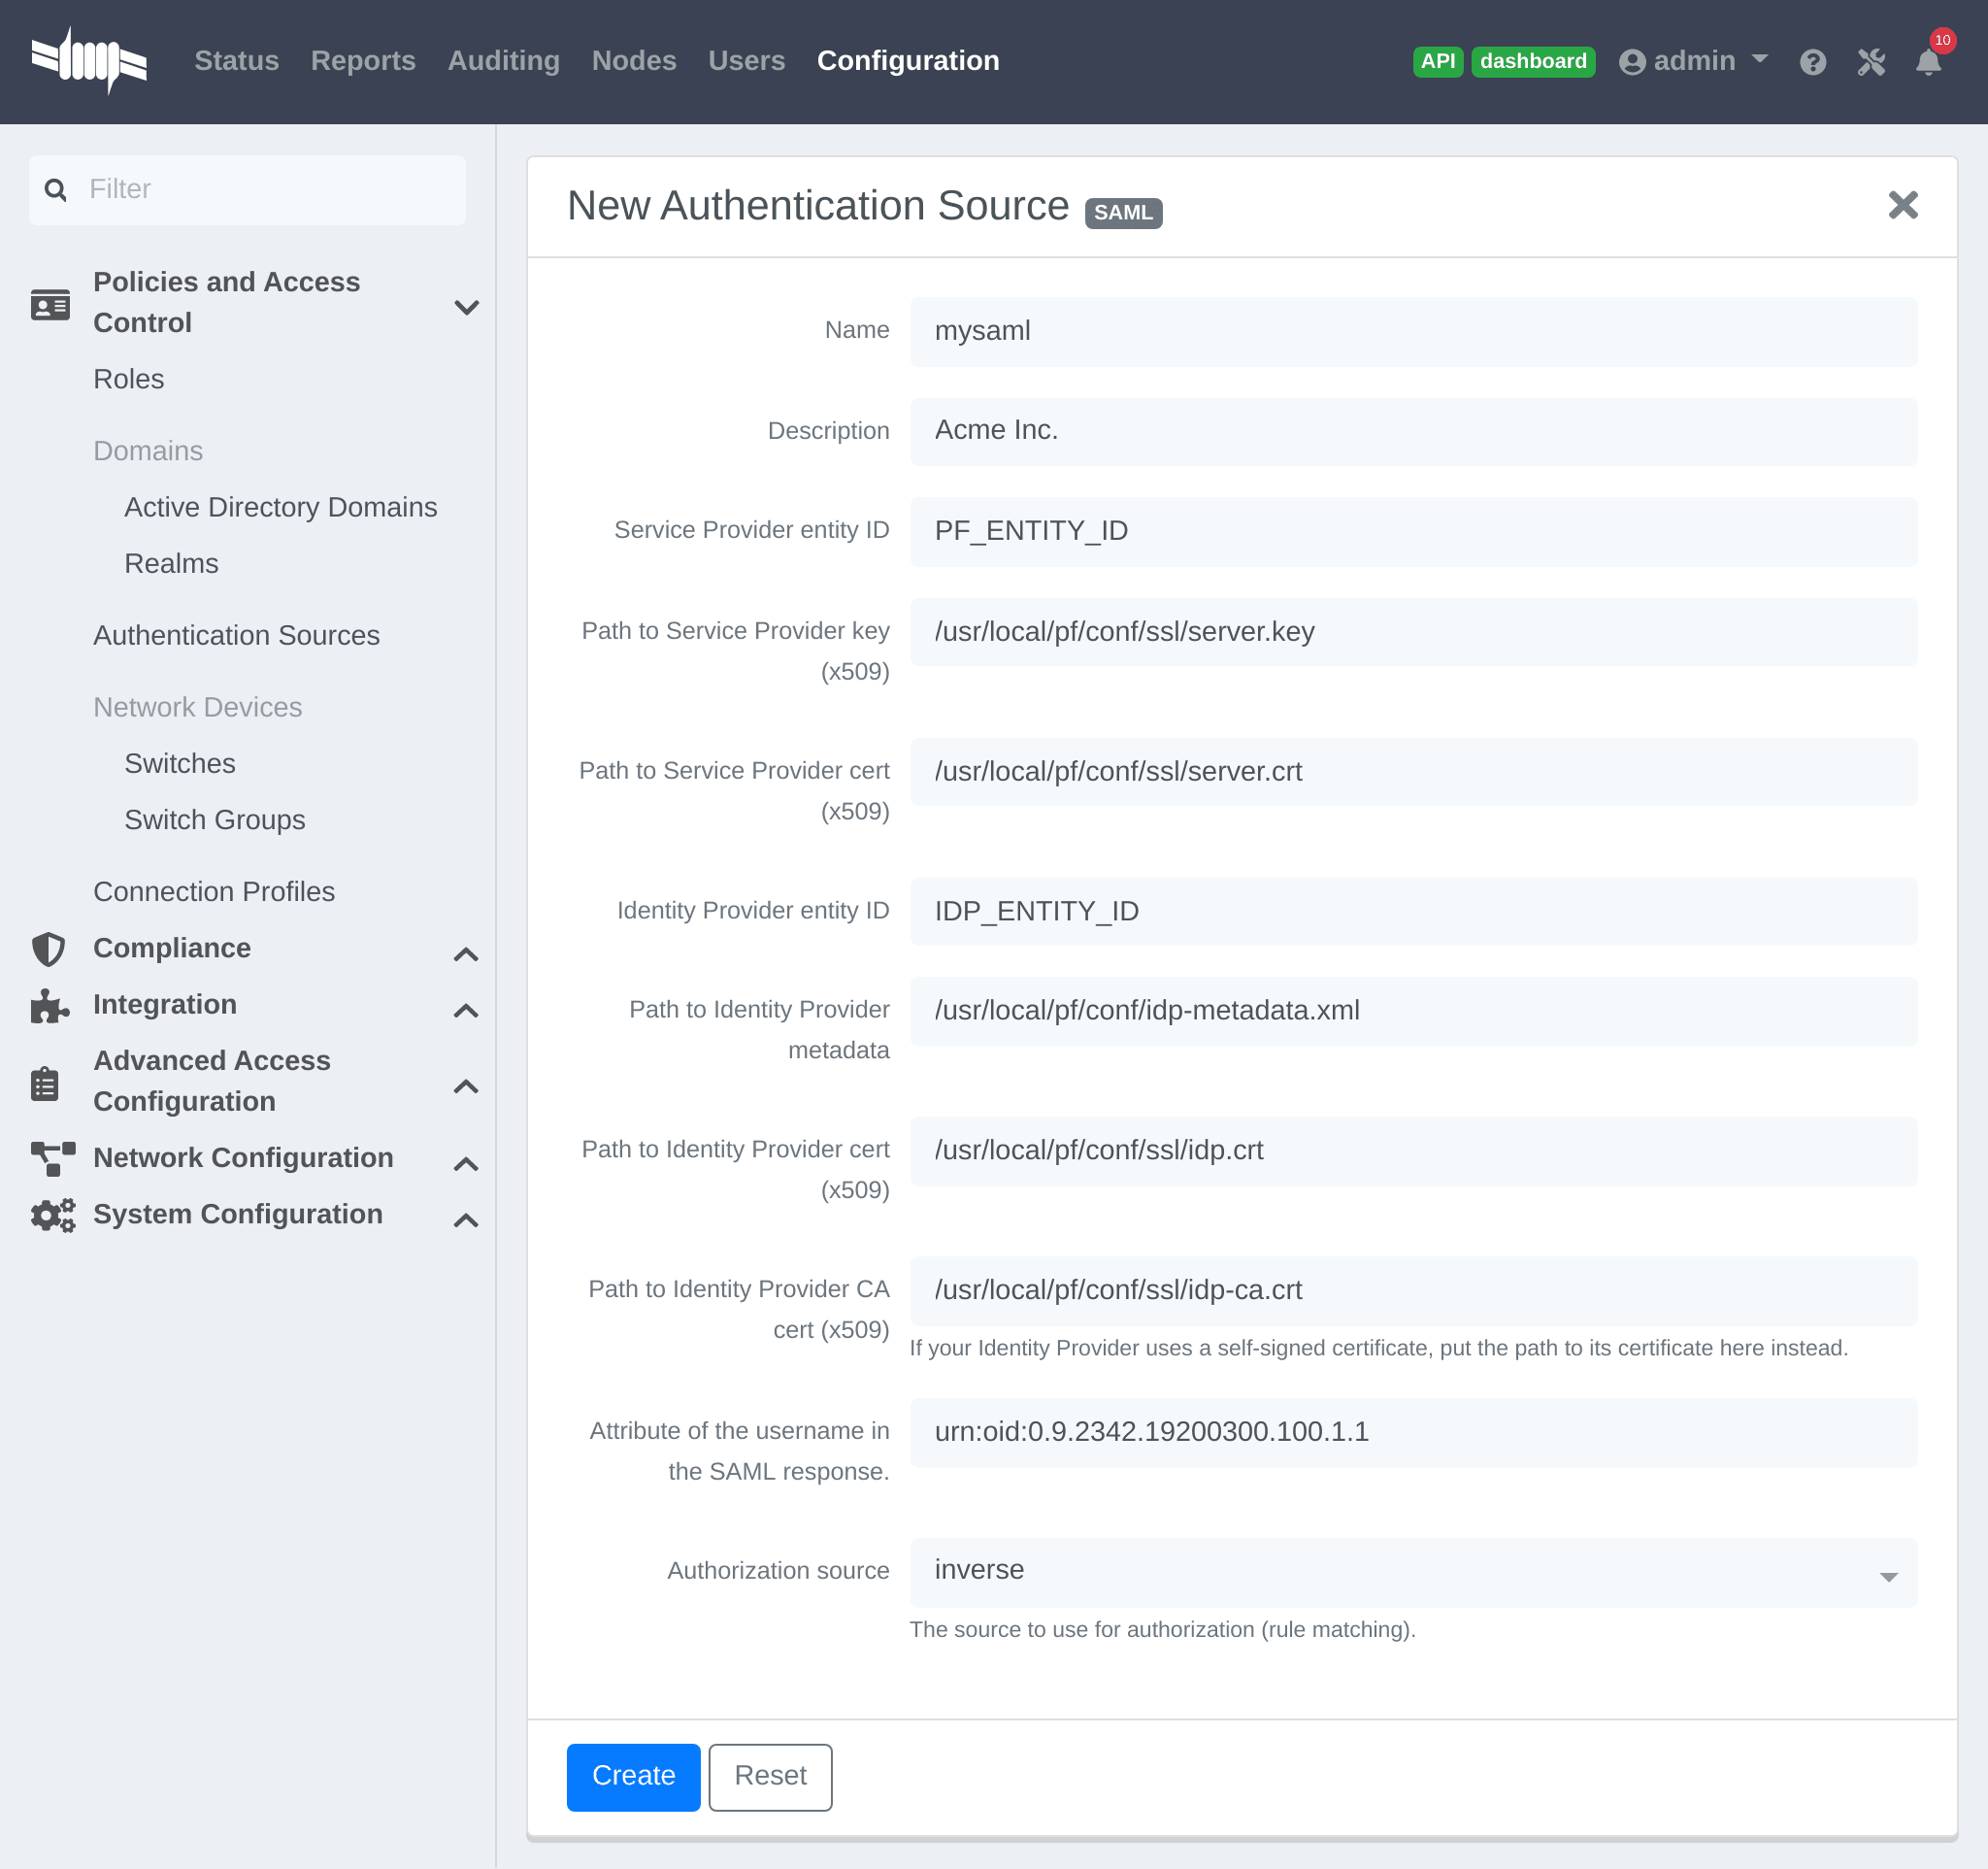 Status Reports Auditing Nodes Users Configuration API dashboard admin 10
Filter
Policies and Access
Control
Roles
Domains
Active Directory Domains
Realms
Authentication Sources
Network Devices
Switches
Switch Groups
Connection Profiles
Compliance
Integration
Advanced Access
Configuration
Network Configuration
System Configuration
New Authentication Source SAML
Name mysaml
Description Acme Inc.
Service Provider entity ID PF_ENTITY_ID
Path to Service Provider key /usr/local/pf/conf/ssl/server.key
(x509)
Path to Service Provider cert /usr/local/pf/conf/ssl/server.crt
(x509)
Identity Provider entity ID IDP_ENTITY_ID
Path to Identity Provider /usr/local/pf/conf/idp-metadata.xml
metadata
Path to Identity Provider cert /usr/local/pf/conf/ssl/idp.crt
(x509)
Path to Identity Provider CA /usr/local/pf/conf/ssl/idp-ca.crt
cert (x509)
If your Identity Provider uses a self-signed certificate, put the path to its certificate here instead.
Attribute of the username in urn:oid:0.9.2342.19200300.100.1.1
the SAML response.
Authorization source inverse
The source to use for authorization (rule matching).
Create Reset